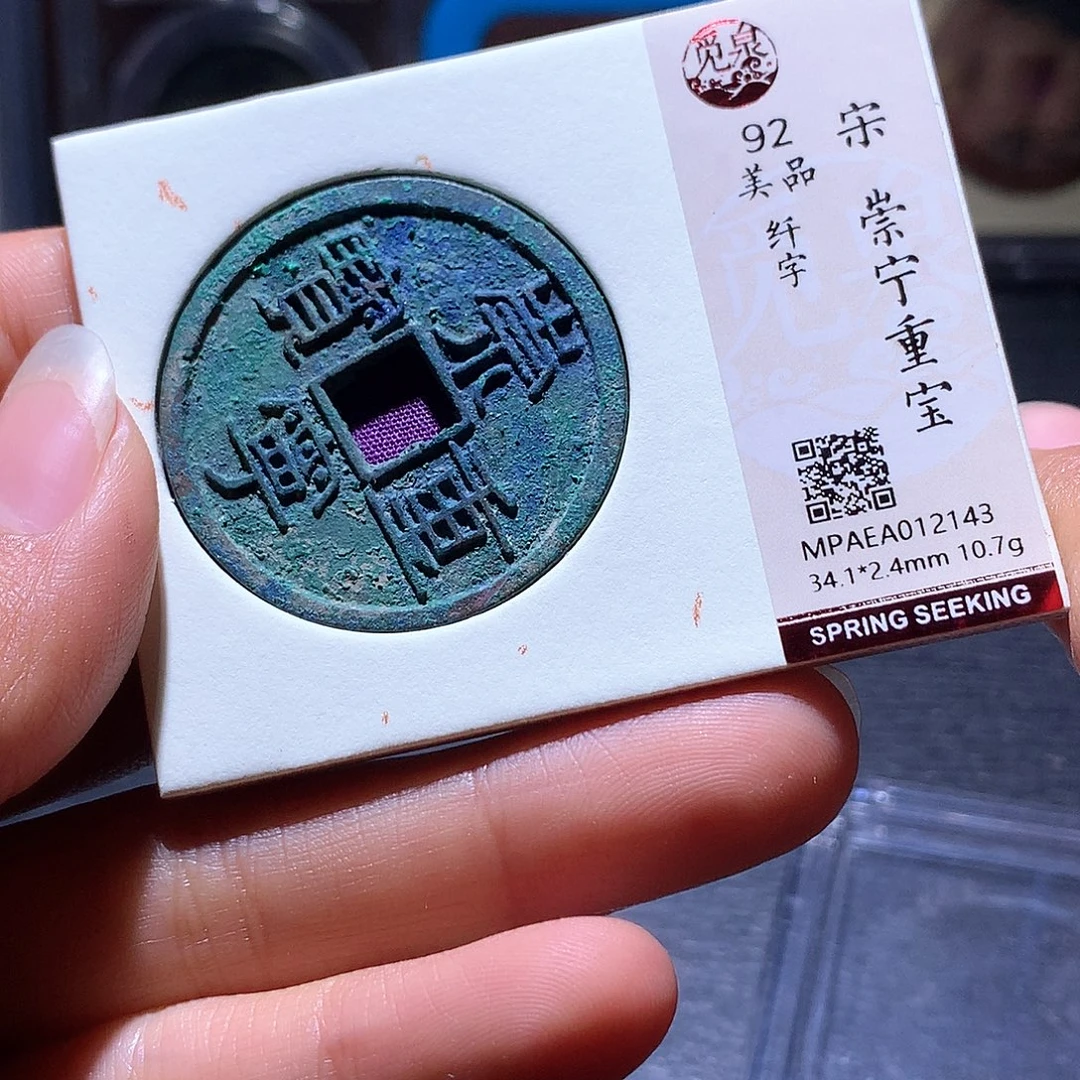 觅泉
宋 崇宁重宝
92
美品
纤字
MPAEA012143
34.1*2.4mm 10.7g
SPRING SEEKING
崇寧重寶